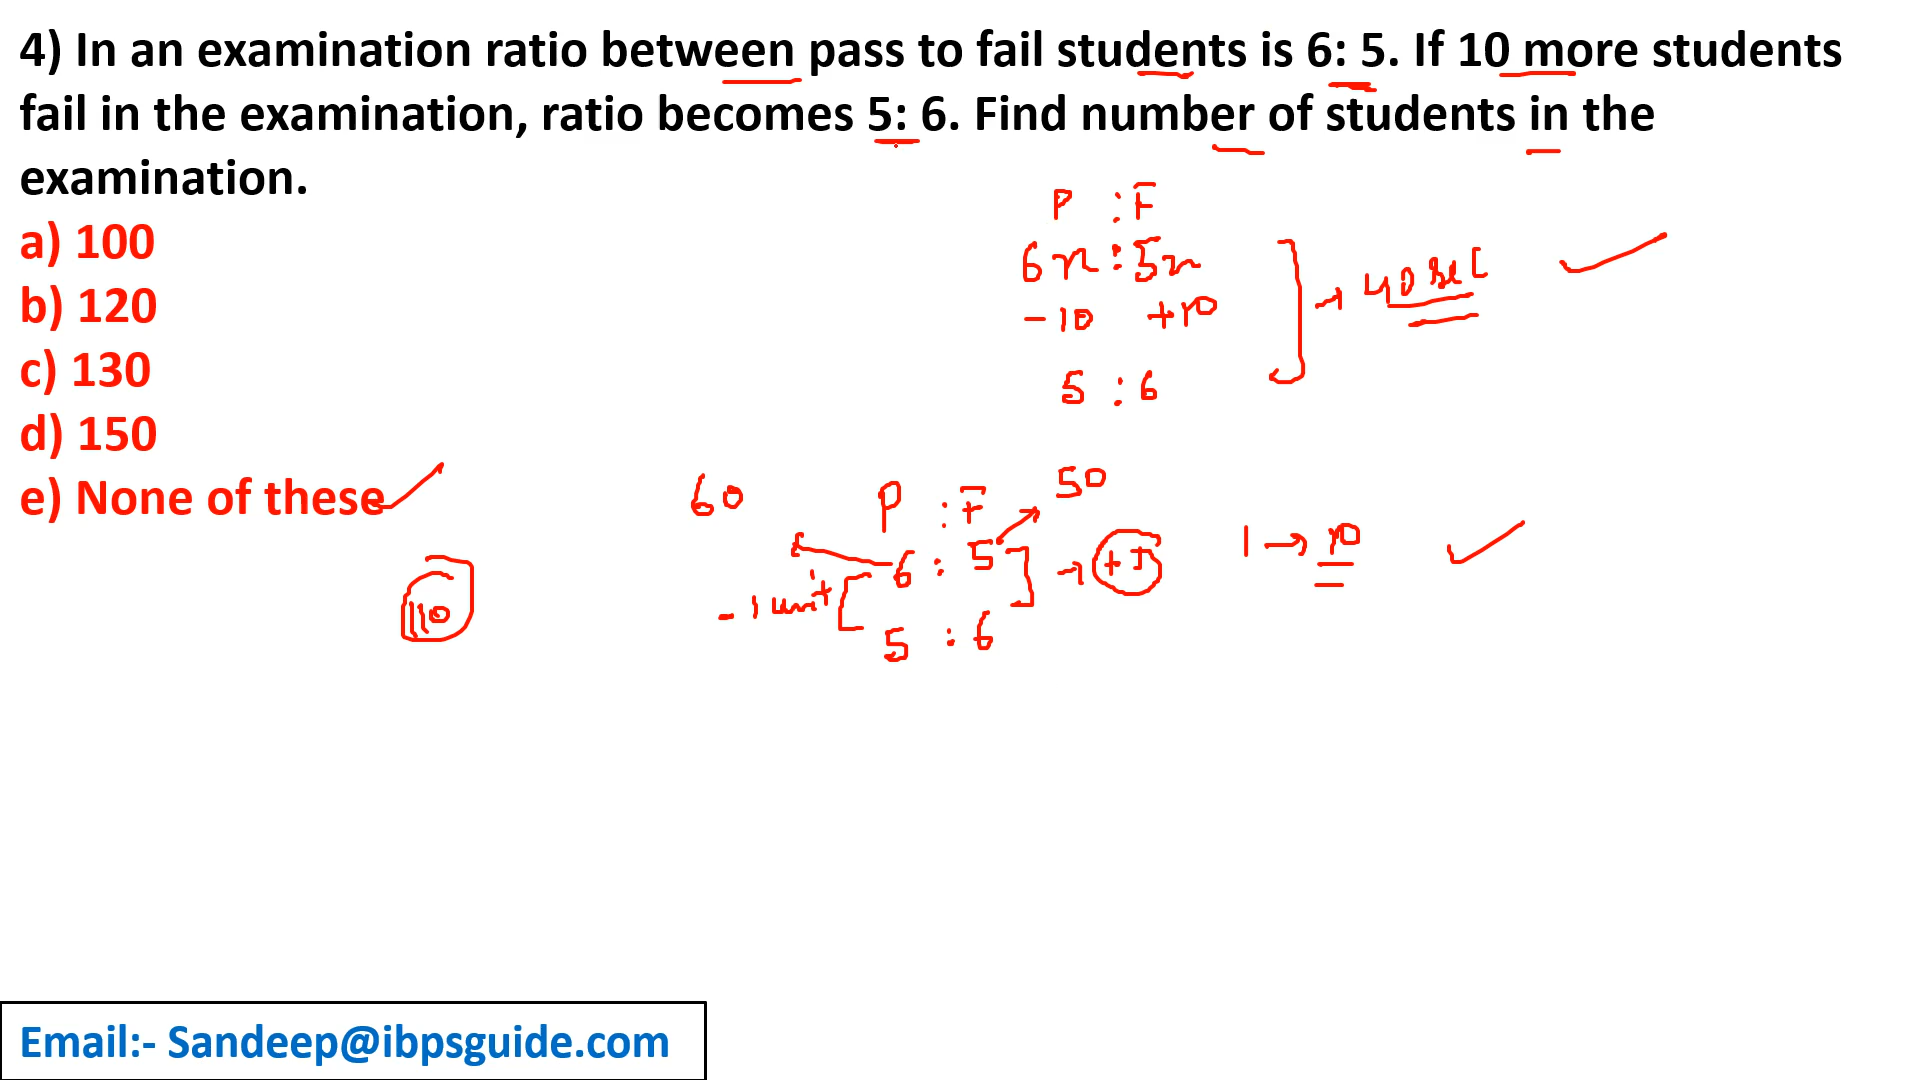 4) In an examination ratio between pass to fail students is 6: 5. If 10 more students
fail in the examination, ratio becomes 5: 6. Find number of students in the
examination.
P : F
a) 100
6x : 5x
→ 40 sec
b) 120
-10 +10
c) 130
5 : 6
d) 150
e) None of these
60
P : F
50
6 : 5
1 → 10
110
-1 unit
5 : 6
Email:- Sandeep@ibpsguide.com